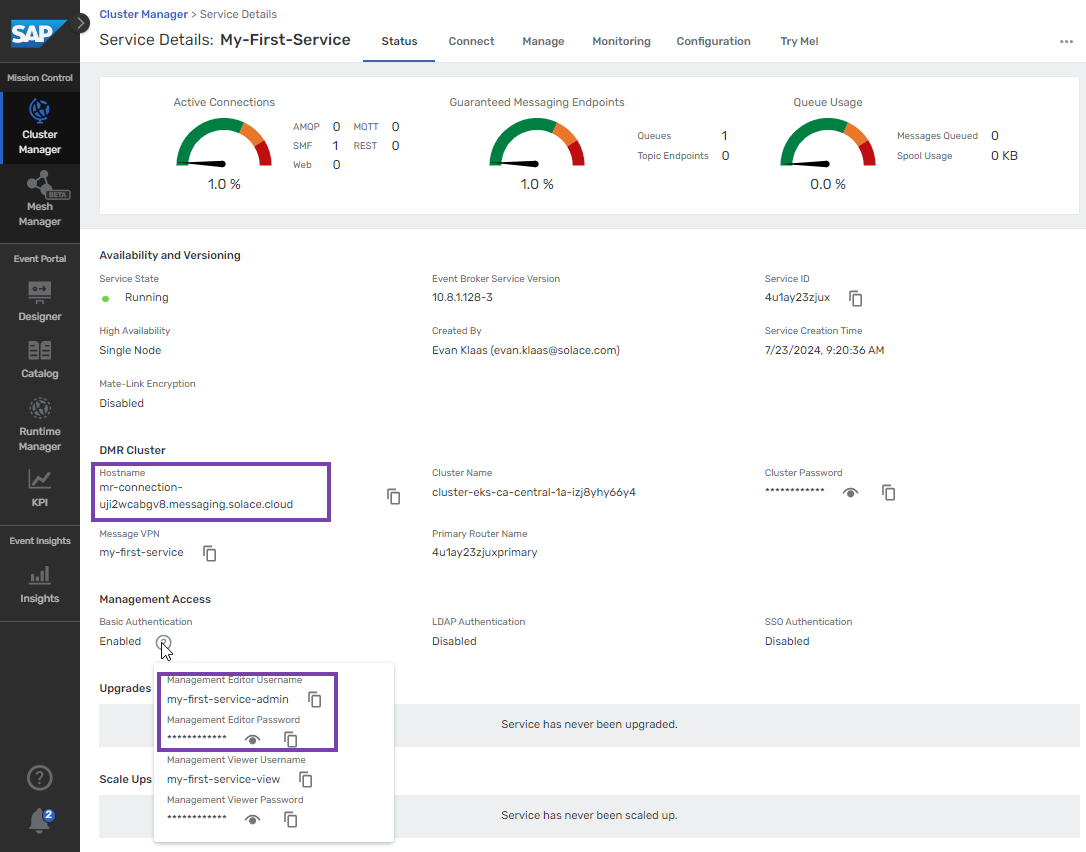 SAP
Mission Control
Cluster
Manager
BETA
Mesh
Manager
Event Portal
Designer
Catalog
Runtime
Manager
KPI
Event Insights
Insights
?
2
Cluster Manager > Service Details
Service Details: My-First-Service
Status Connect Manage Monitoring Configuration Try Me!
Active Connections
1.0 %
AMQP 0 MQTT 0
SMF 1 REST 0
Web 0
Guaranteed Messaging Endpoints
1.0 %
Queues 1
Topic Endpoints 0
Queue Usage
0.0 %
Messages Queued 0
Spool Usage 0 KB
Availability and Versioning
Service State
Running
Event Broker Service Version
10.8.1.128-3
Service ID
4u1ay23zjux
High Availability
Single Node
Created By
Evan Klaas (evan.klaas@solace.com)
Service Creation Time
7/23/2024, 9:20:36 AM
Mate-Link Encryption
Disabled
DMR Cluster
Hostname
mr-connection-
uji2wcabgv8.messaging.solace.cloud
Cluster Name
cluster-eks-ca-central-1a-izj8yhy66y4
Cluster Password
************
Message VPN
my-first-service
Primary Router Name
4u1ay23zjuxprimary
Management Access
Basic Authentication
Enabled
LDAP Authentication
Disabled
SSO Authentication
Disabled
Management Editor Username
my-first-service-admin
Management Editor Password
************
Management Viewer Username
my-first-service-view
Management Viewer Password
************
Upgrades
Service has never been upgraded.
Scale Ups
Service has never been scaled up.